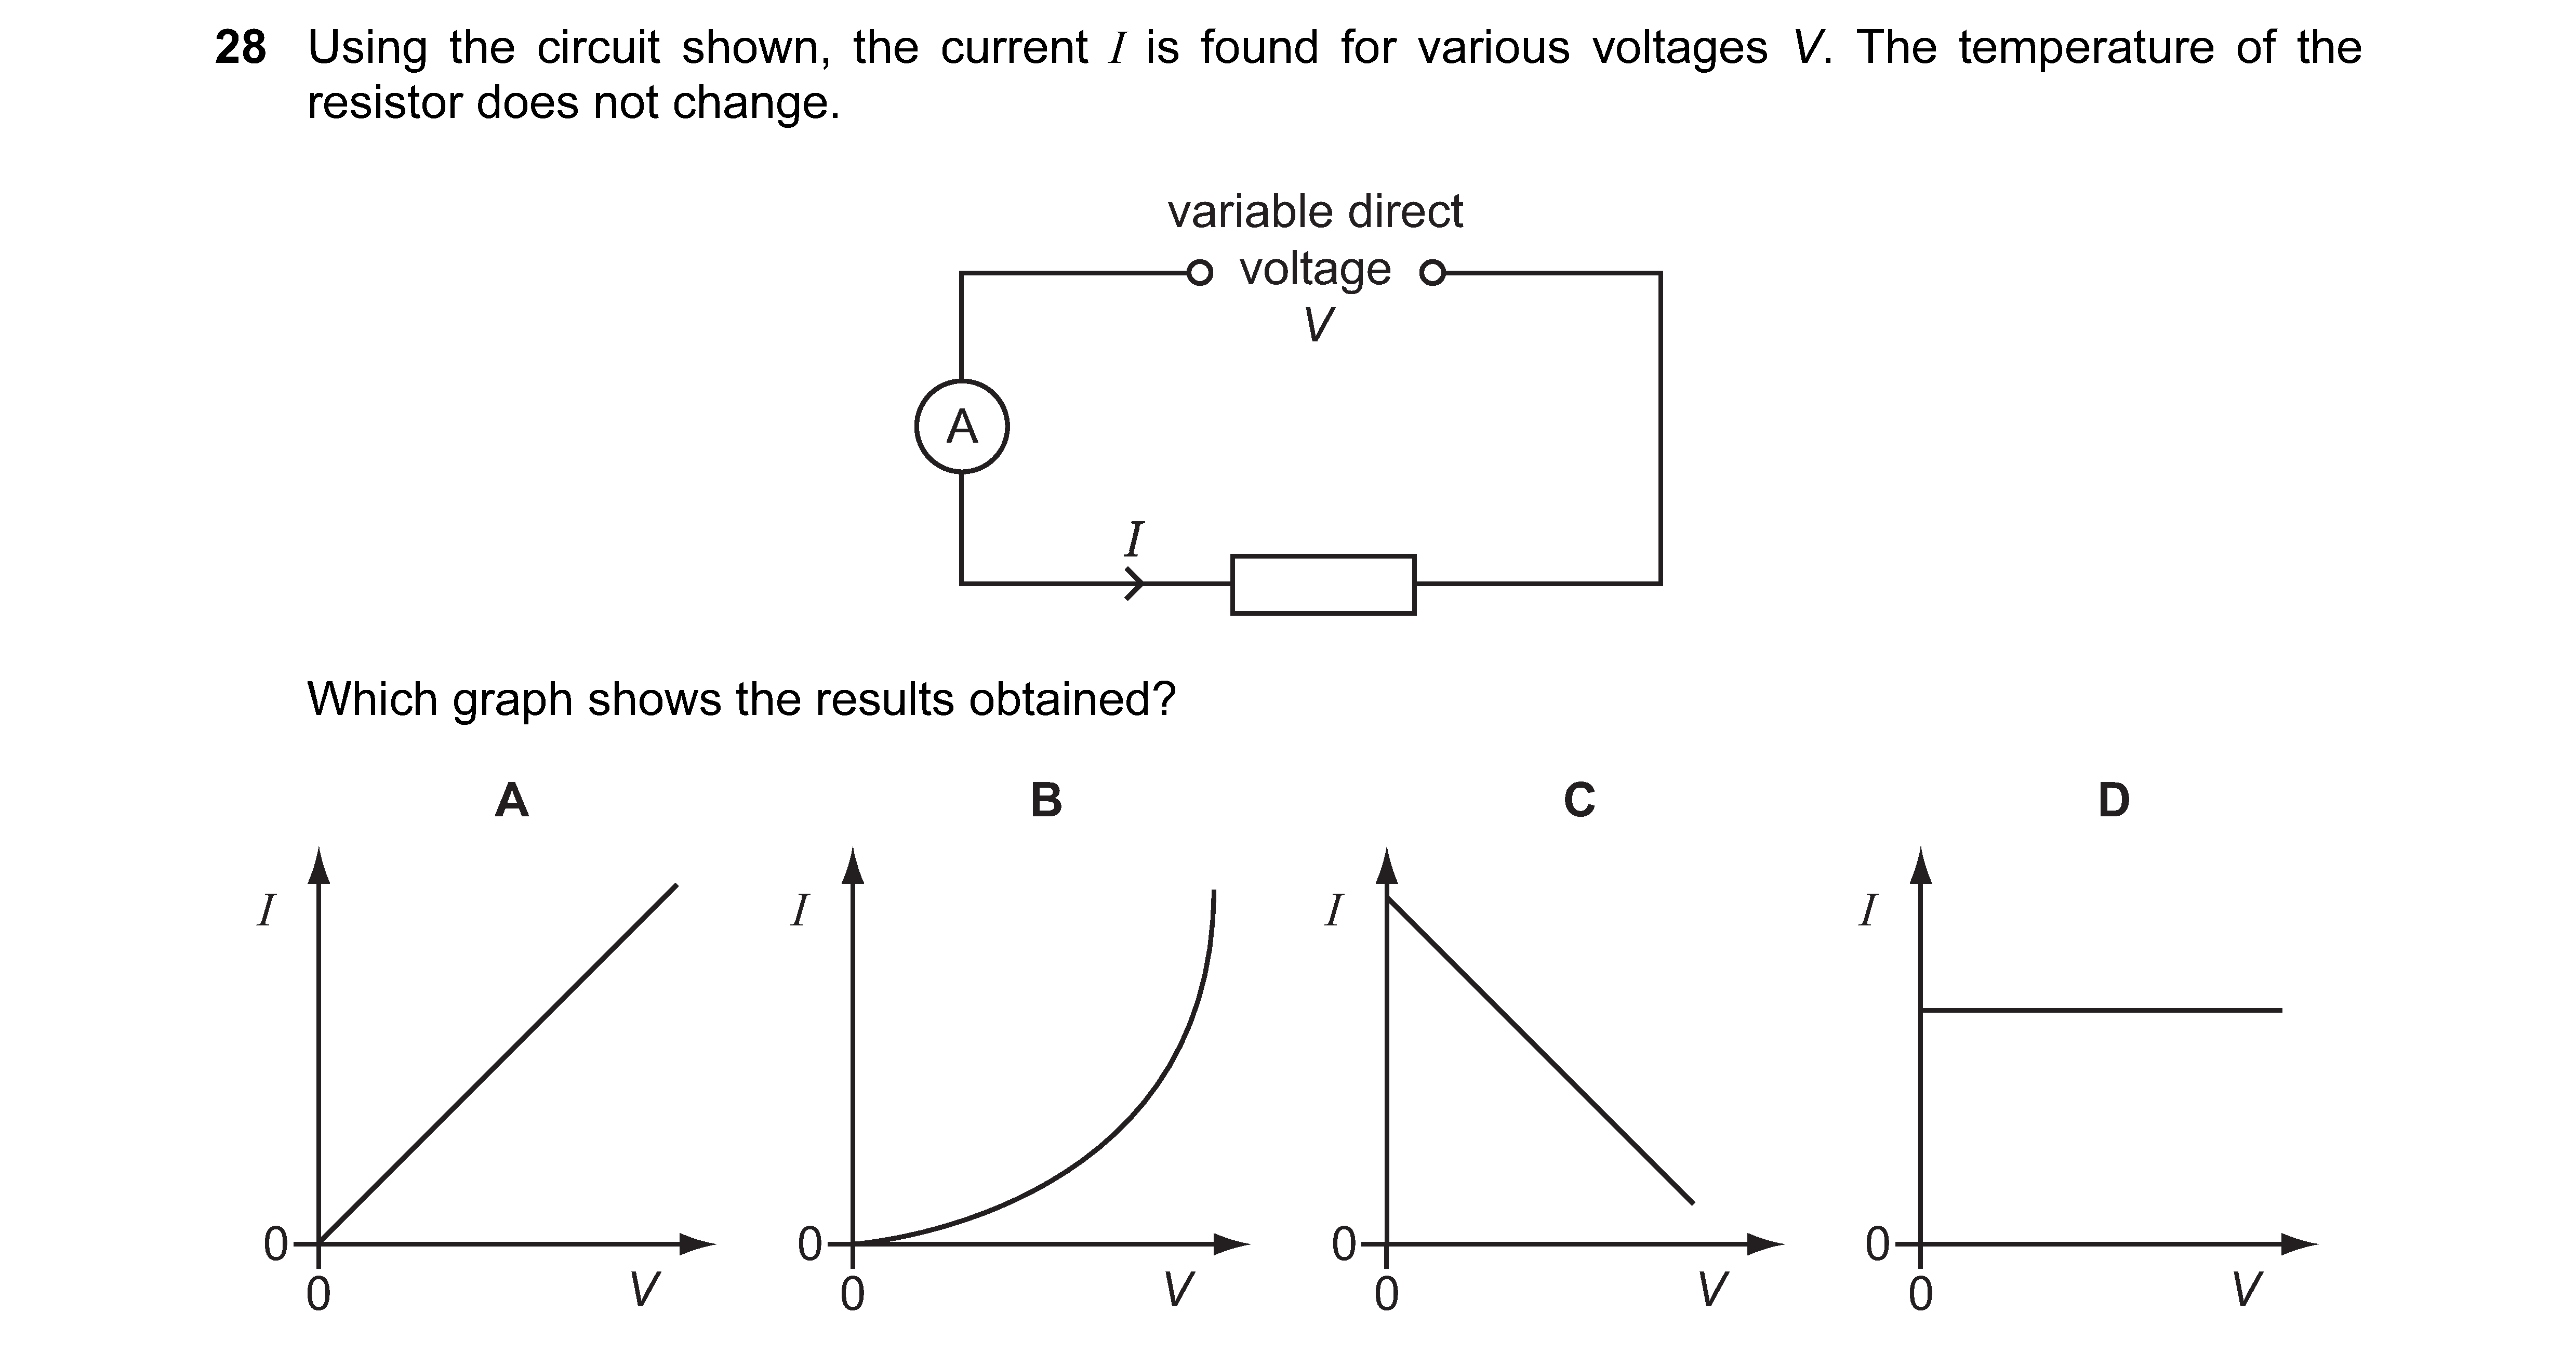 28 Using the circuit shown, the current I is found for various voltages V. The temperature of the
resistor does not change.
variable direct
voltage
V
A
I
Which graph shows the results obtained?
A B C D
I I I I
0 0 0 0
0 V 0 V 0 V 0 V